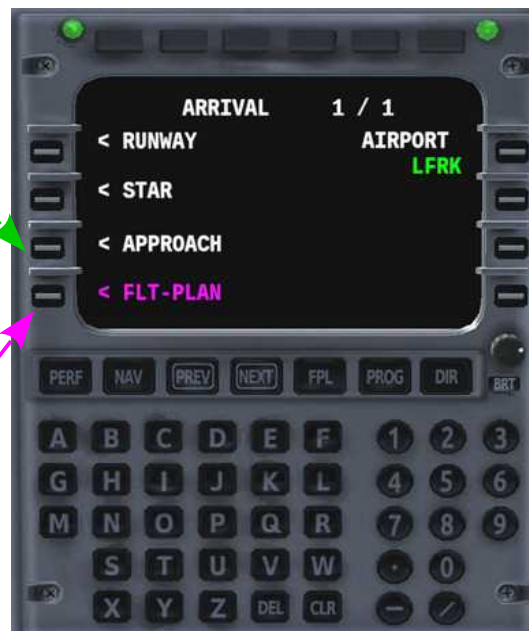 ARRIVAL 1 / 1
< RUNWAY AIRPORT
LFRK
< STAR
< APPROACH
< FLT-PLAN
PERF NAV PREV NEXT FPL PROG DIR BRT
A B C D E F 1 2 3
G H I J K L 4 5 6
M N O P Q R 7 8 9
S T U V W · 0
X Y Z DEL CLR - /